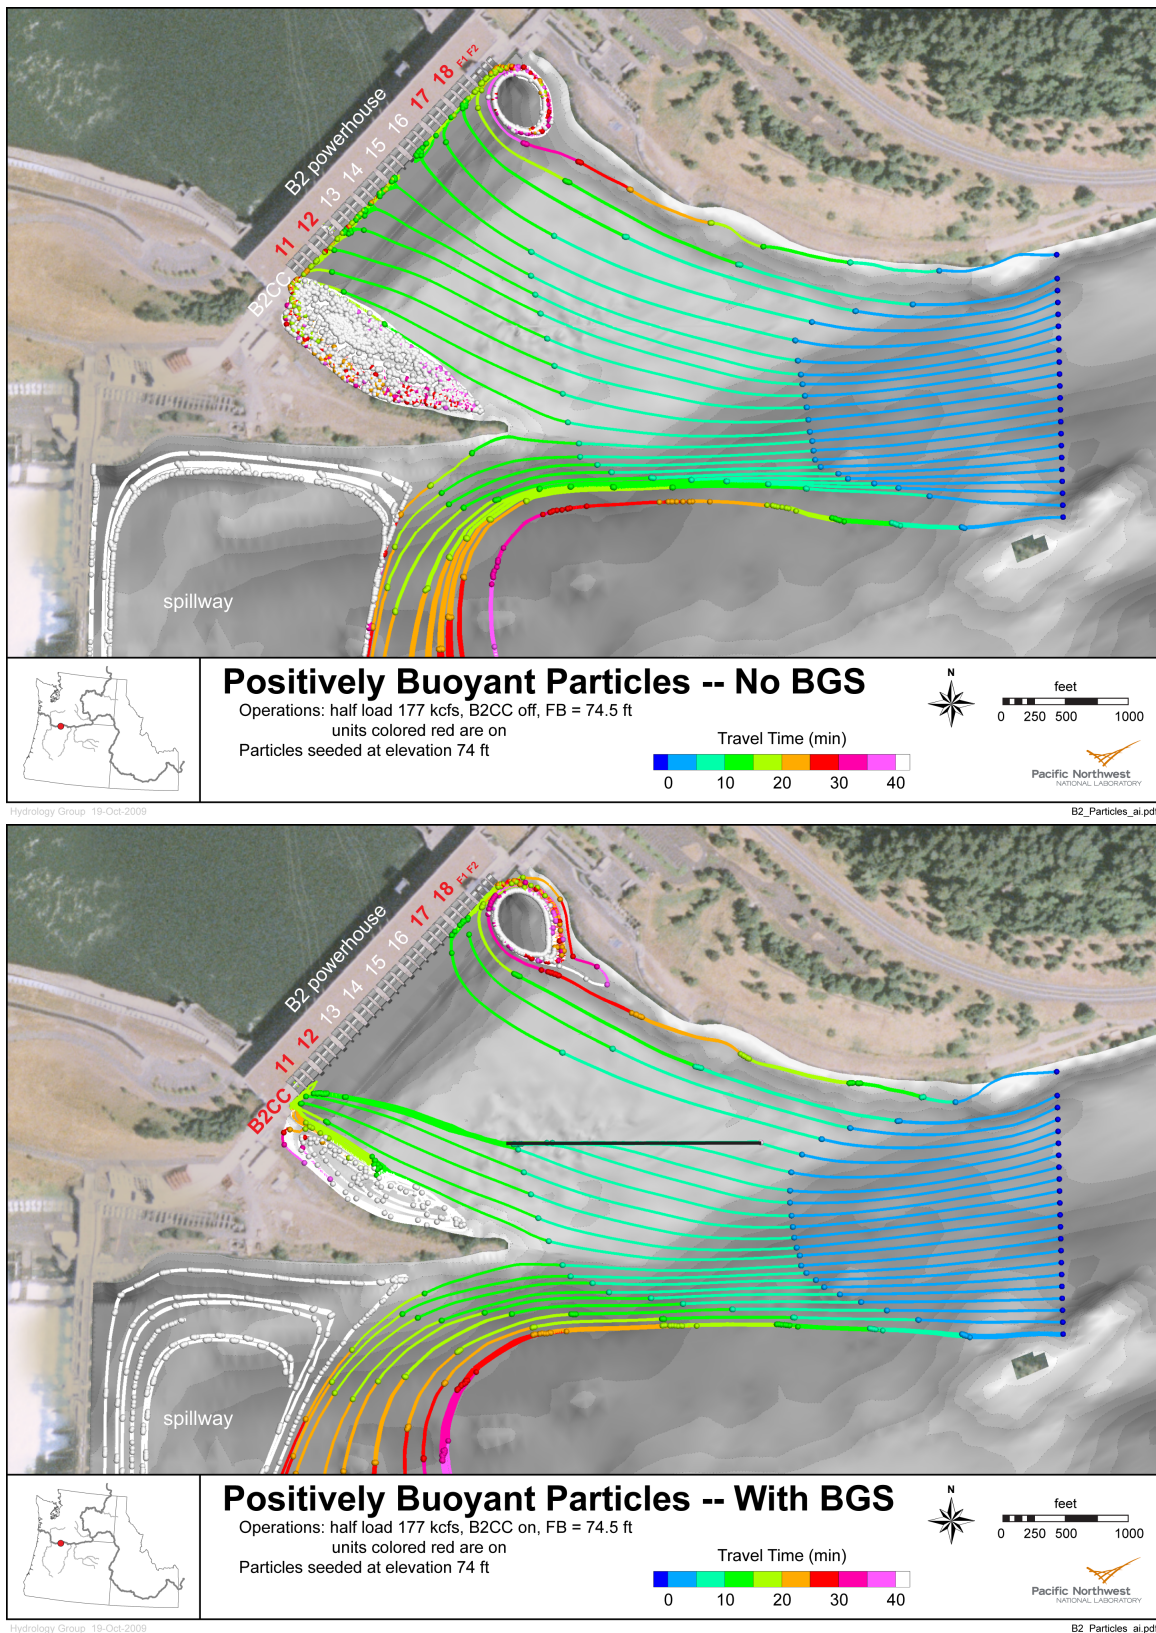 F1 F2
18
17
16
15
14
13
12
11
B2 powerhouse
B2CC
spillway
Positively Buoyant Particles -- No BGS
Operations: half load 177 kcfs, B2CC off, FB = 74.5 ft
units colored red are on
Particles seeded at elevation 74 ft
Travel Time (min)
0 10 20 30 40
N
feet
0 250 500 1000
Pacific Northwest
NATIONAL LABORATORY
Hydrology Group 19-Oct-2009
B2_Particles_ai.pdf
F1 F2
18
17
16
15
14
13
12
11
B2 powerhouse
B2CC
spillway
Positively Buoyant Particles -- With BGS
Operations: half load 177 kcfs, B2CC on, FB = 74.5 ft
units colored red are on
Particles seeded at elevation 74 ft
Travel Time (min)
0 10 20 30 40
N
feet
0 250 500 1000
Pacific Northwest
NATIONAL LABORATORY
Hydrology Group 19-Oct-2009
B2_Particles_ai.pdf